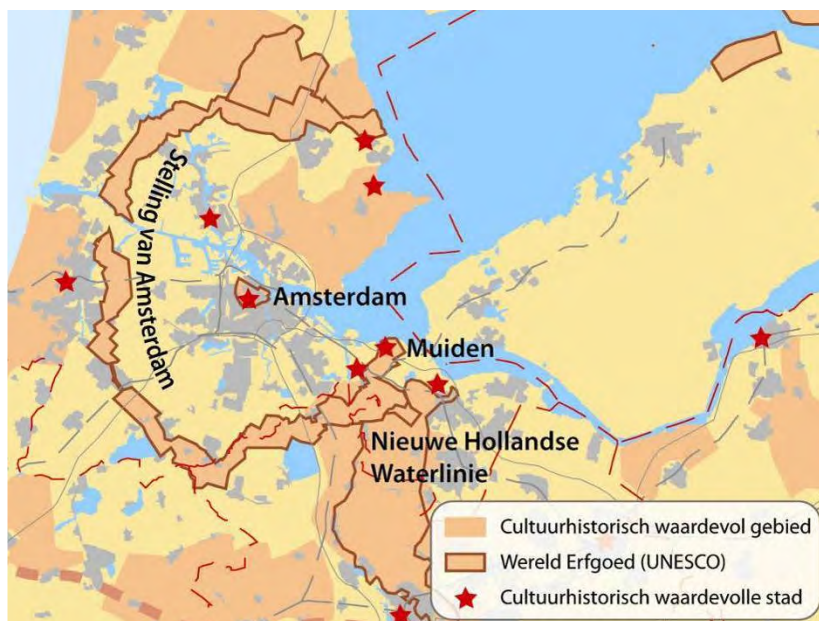 Stelling van Amsterdam
Amsterdam
Muiden
Nieuwe Hollandse
Waterlinie
Cultuurhistorisch waardevol gebied
Wereld Erfgoed (UNESCO)
Cultuurhistorisch waardevolle stad